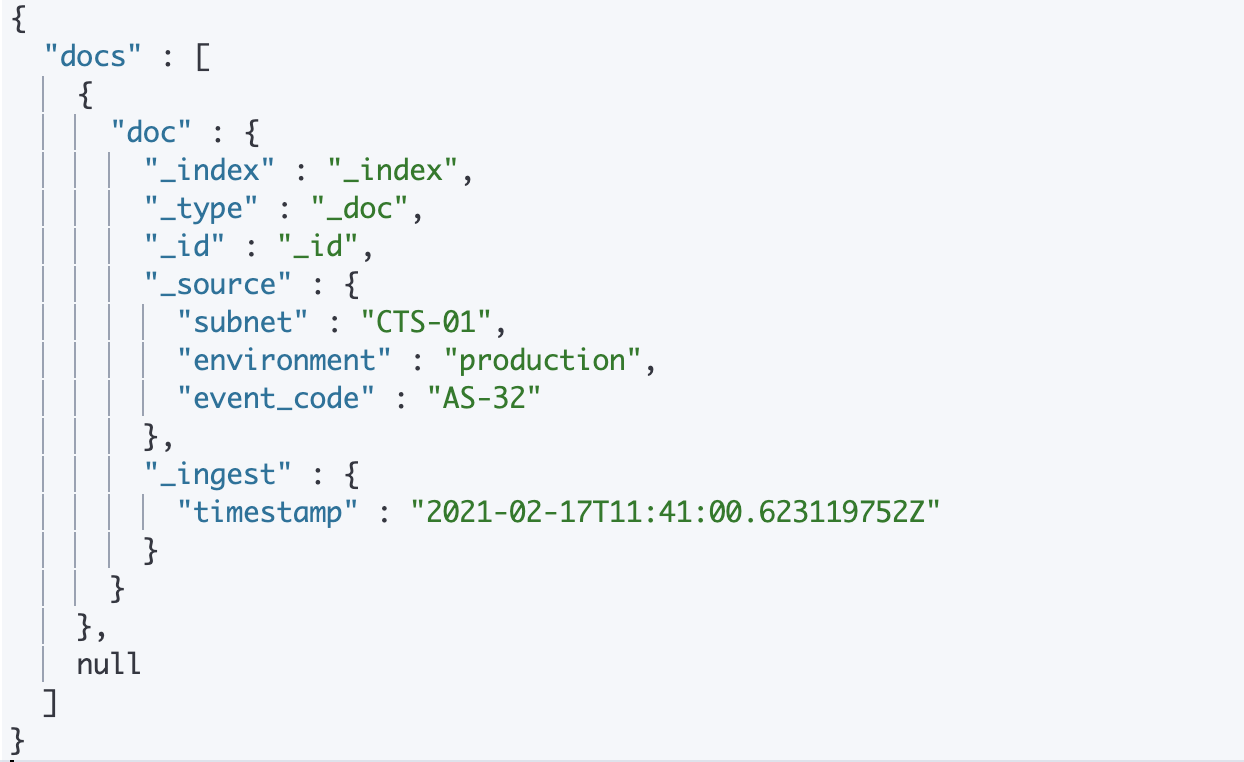 {
  "docs" : [
    {
      "doc" : {
        "_index" : "_index",
        "_type" : "_doc",
        "_id" : "_id",
        "_source" : {
          "subnet" : "CTS-01",
          "environment" : "production",
          "event_code" : "AS-32"
        },
        "_ingest" : {
          "timestamp" : "2021-02-17T11:41:00.623119752Z"
        }
      }
    },
    null
  ]
}